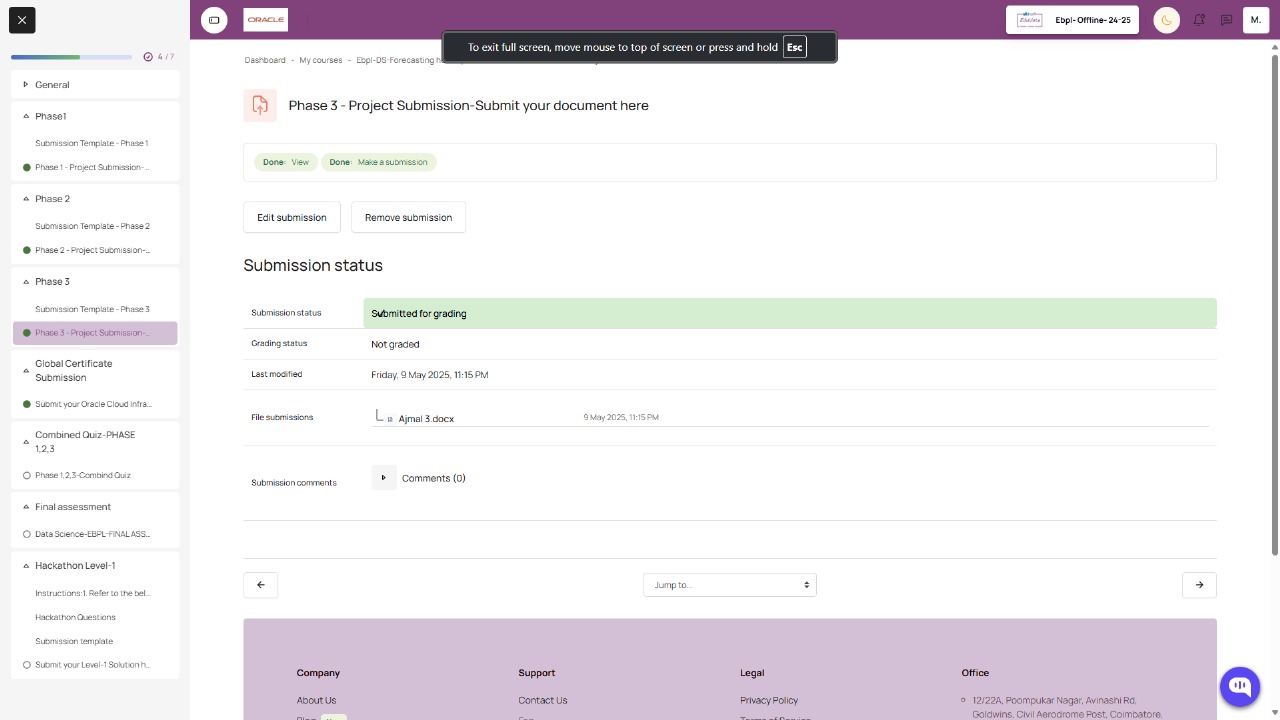 ORACLE
Ebpl- Offline- 24-25
M.
To exit full screen, move mouse to top of screen or press and hold Esc
4 / 7
General
Phase1
Submission Template - Phase 1
Phase 1 - Project Submission-...
Phase 2
Submission Template - Phase 2
Phase 2 - Project Submission-...
Phase 3
Submission Template - Phase 3
Phase 3 - Project Submission-...
Global Certificate
Submission
Submit your Oracle Cloud Infra...
Combined Quiz-PHASE
1,2,3
Phase 1,2,3-Combind Quiz
Final assessment
Data Science-EBPL-FINAL ASS...
Hackathon Level-1
Instructions:1. Refer to the bel...
Hackathon Questions
Submission template
Submit your Level-1 Solution h...
Dashboard - My courses - Ebpl-DS-Forecasting
Phase 3 - Project Submission-Submit your document here
Done: View
Done: Make a submission
Edit submission
Remove submission
Submission status
Submission status
Submitted for grading
Grading status
Not graded
Last modified
Friday, 9 May 2025, 11:15 PM
File submissions
Ajmal 3.docx
9 May 2025, 11:15 PM
Submission comments
Comments (0)
Jump to...
Company
About Us
Blog
Support
Contact Us
Faq
Legal
Privacy Policy
Terms of Service
Office
12/22A, Poompukar Nagar, Avinashi Rd,
Goldwins, Civil Aerodrome Post, Coimbatore,